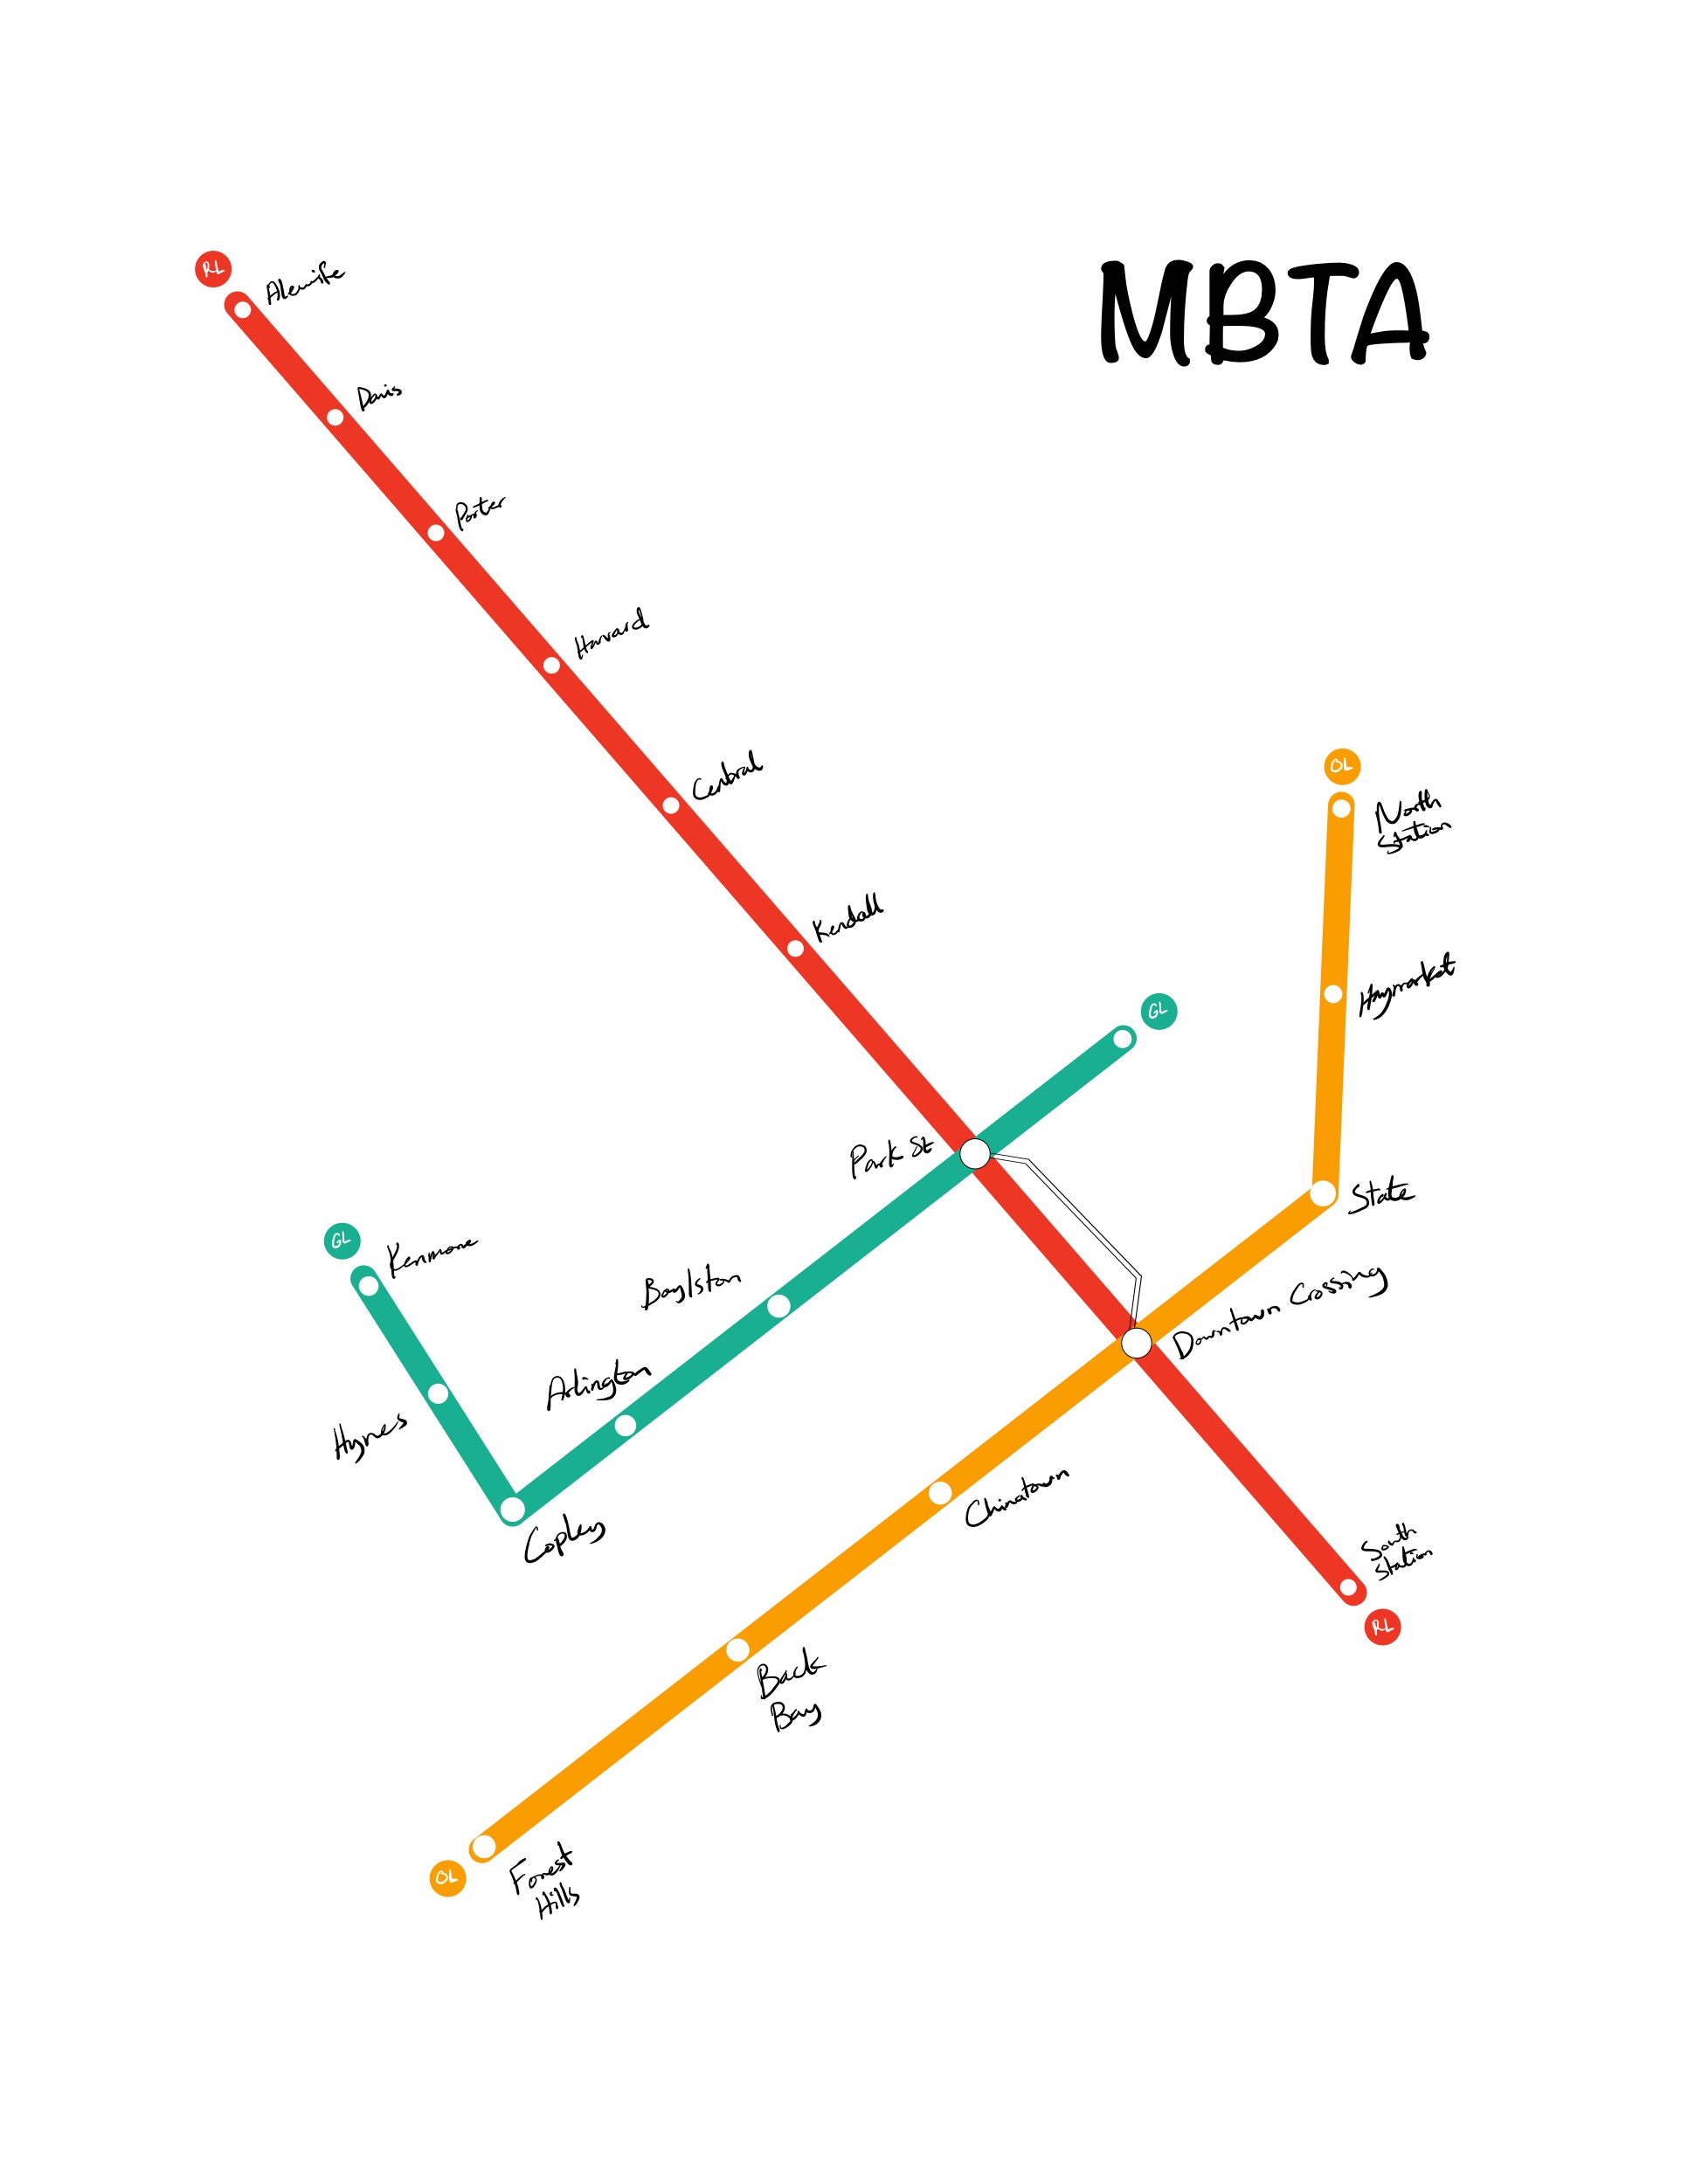 MBTA
RL
Alewife
Davis
Porter
Harvard
Central
Kendall
OL
North
Station
Haymarket
GL
Park St
State
GL
Kenmore
Boylston
Downtown Crossing
Arlington
Hynes
Copley
Chinatown
South
Station
RL
Back
Bay
Forest
Hills
OL